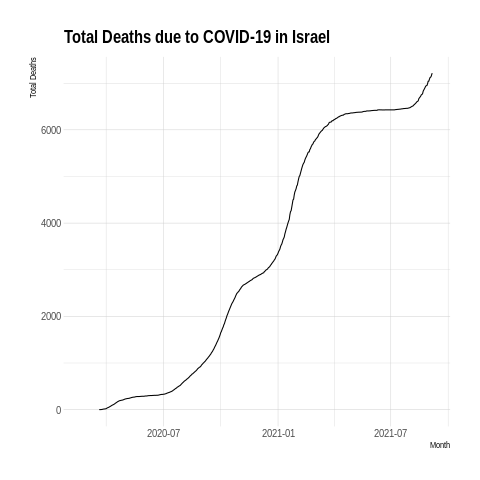 Total Deaths due to COVID-19 in Israel
Total Deaths
6000
4000
2000
0
2020-07 2021-01 2021-07
Month